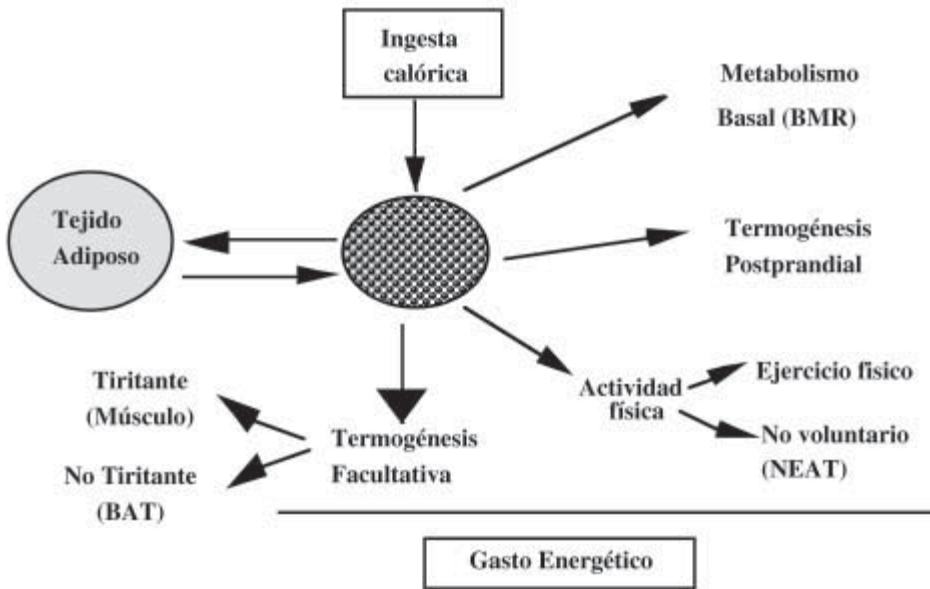 Ingesta
calórica
Metabolismo
Basal (BMR)
Tejido
Adiposo
Termogénesis
Postprandial
Tiritante
(Músculo)
No Tiritante
(BAT)
Termogénesis
Facultativa
Actividad
física
Ejercicio fisico
No voluntario
(NEAT)
Gasto Energético